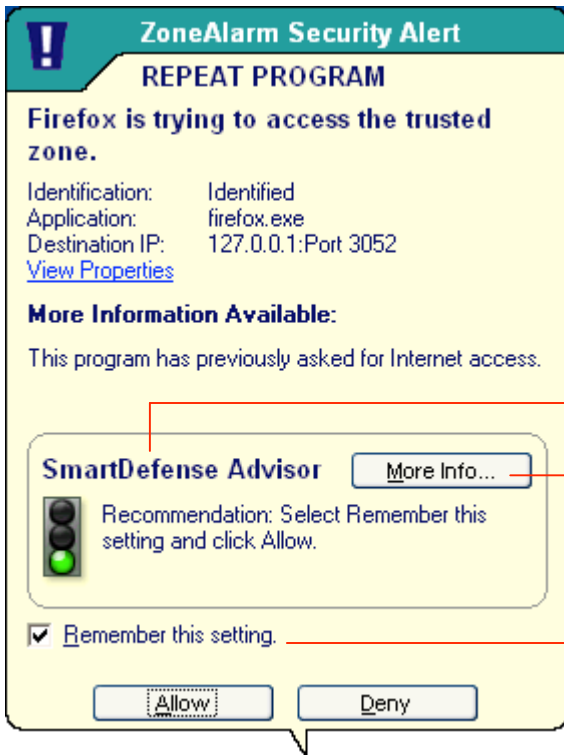 ZoneAlarm Security Alert
REPEAT PROGRAM
Firefox is trying to access the trusted
zone.
Identification: Identified
Application: firefox.exe
Destination IP: 127.0.0.1:Port 3052
View Properties
More Information Available:
This program has previously asked for Internet access.
SmartDefense Advisor
More Info...
Recommendation: Select Remember this
setting and click Allow.
Remember this setting.
Allow
Deny